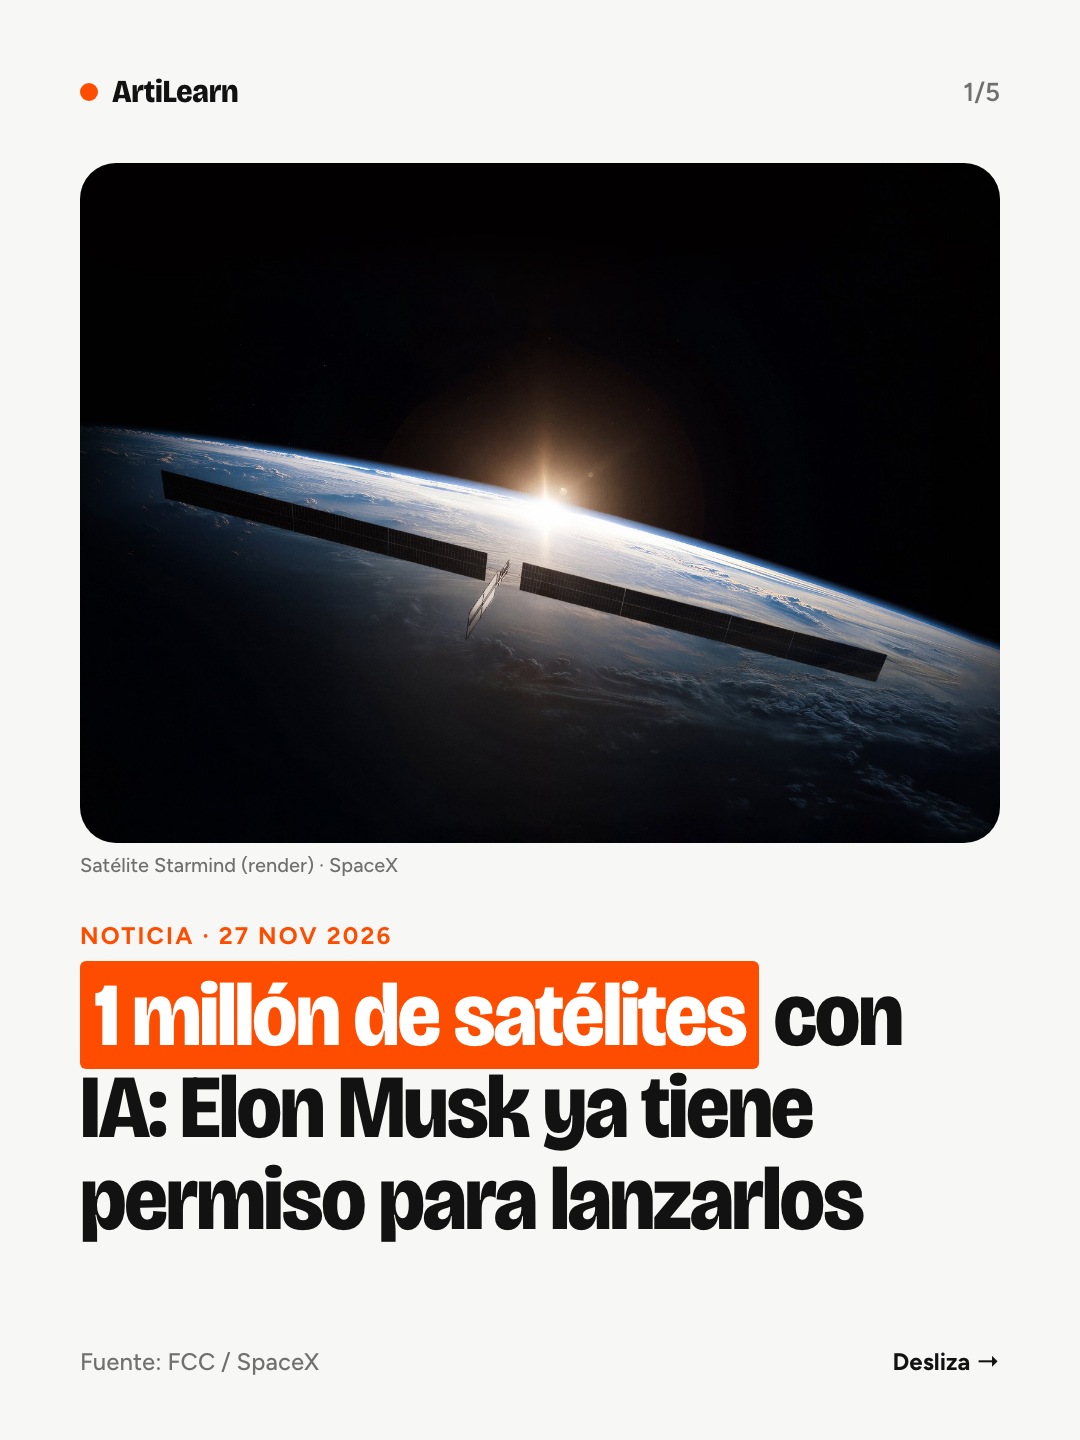 ArtiLearn
1/5
Satélite Starmind (render) · SpaceX
NOTICIA · 27 NOV 2026
1 millón de satélites con
IA: Elon Musk ya tiene
permiso para lanzarlos
Fuente: FCC / SpaceX
Desliza →